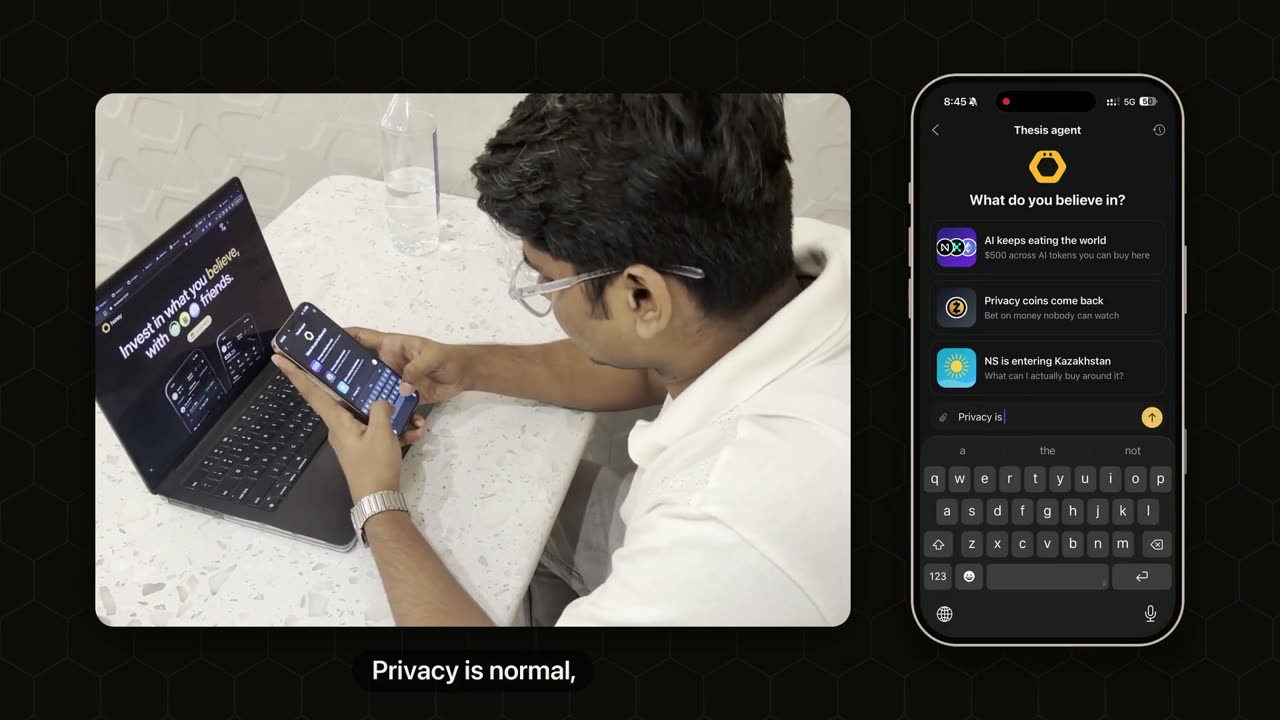 honey
Invest in what you believe,
with friends.
8:45
5G
50
Thesis agent
What do you believe in?
AI keeps eating the world
$500 across AI tokens you can buy here
Privacy coins come back
Bet on money nobody can watch
NS is entering Kazakhstan
What can I actually buy around it?
Privacy is
a the not
q w e r t y u i o p
a s d f g h j k l
z x c v b n m
123
Privacy is normal,